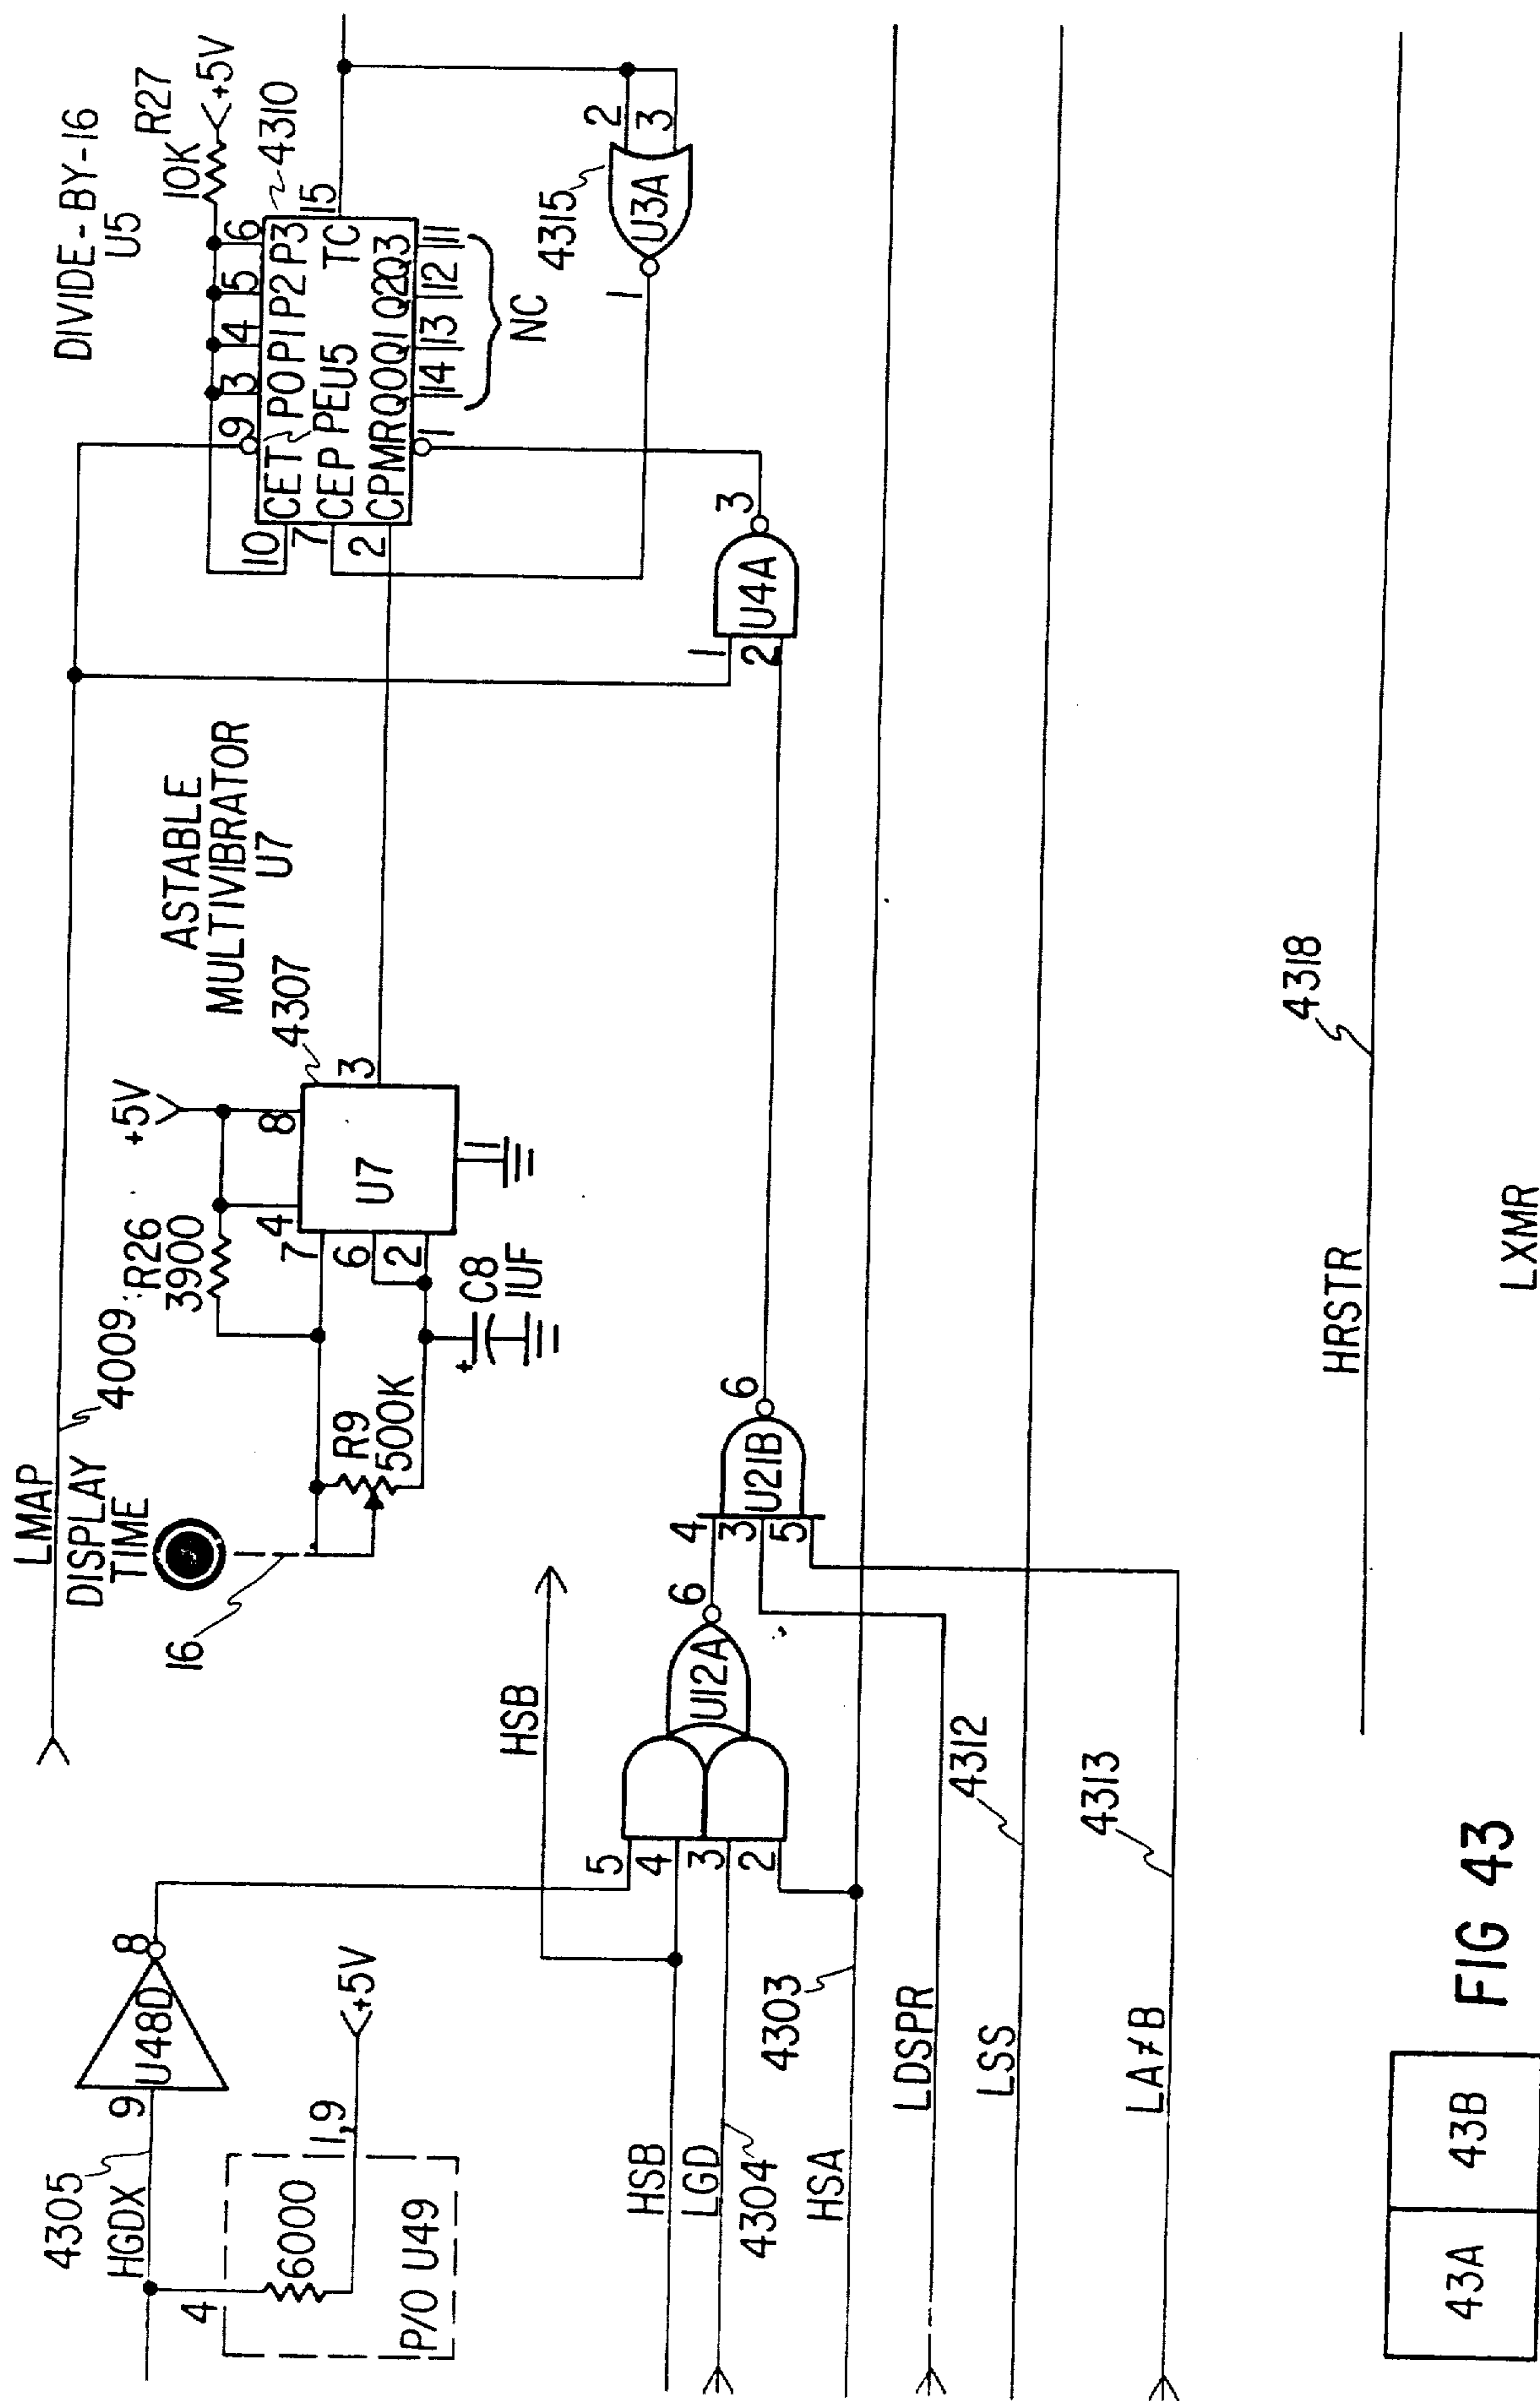 LMAP
4009
DISPLAY
TIME
16
R26
3900
+5V
4307
ASTABLE
MULTIVIBRATOR
U7
DIVIDE-BY-16
U5
10K R27
+5V
4310
4
8
7
6
2
U7
3
1
R9
500K
C8
1UF
+
10
9
3
4
5
6
CET P0 P1 P2 P3
7
CEP PE U5 TC
15
2
CP MR Q0 Q1 Q2 Q3
1
14
13
12
11
NC
4315
U3A
2
3
1
4305
HGDX
9
U48D
8
4
6000
1,9
+5V
P/O U49
HSB
5
4
3
2
U12A
6
4
3
5
U21B
6
1
2
U4A
3
HSB
LGD
4304
HSA
4303
LDSPR
LSS
4312
LA≠B
4313
HRSTR
4318
LXMR
43A
43B
FIG 43